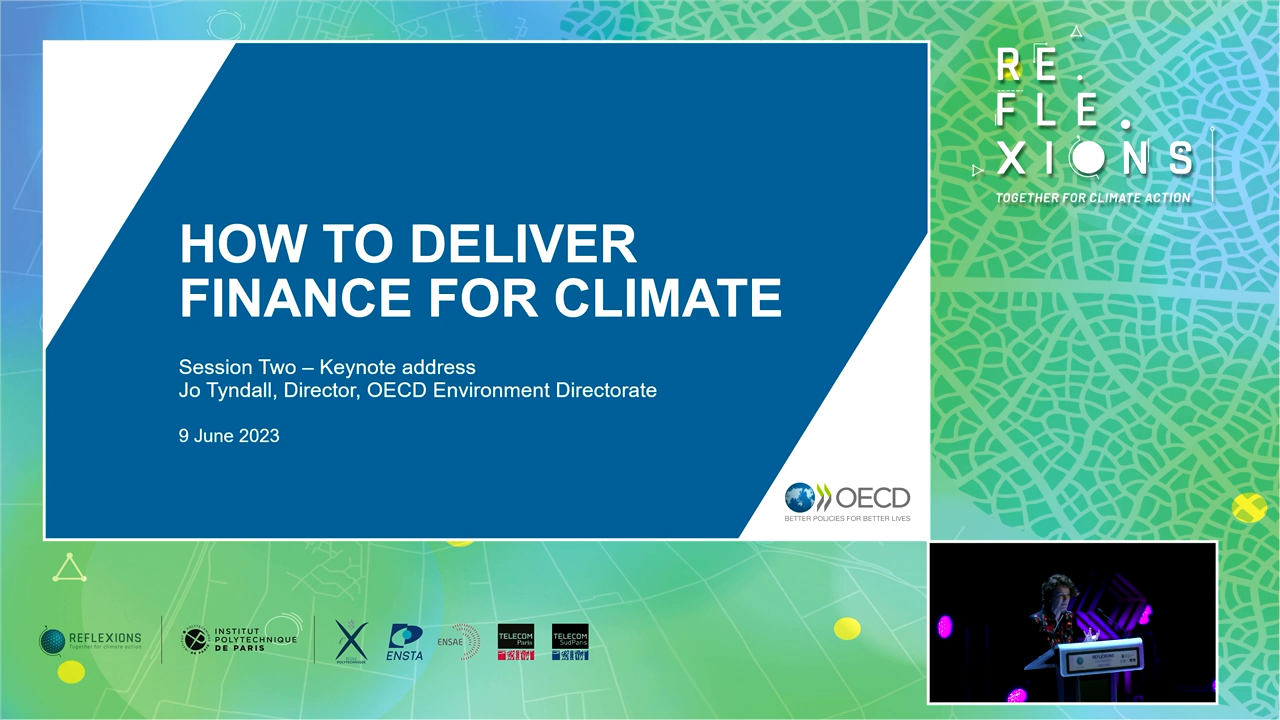 HOW TO DELIVER
FINANCE FOR CLIMATE
Session Two – Keynote address
Jo Tyndall, Director, OECD Environment Directorate
9 June 2023
OECD
BETTER POLICIES FOR BETTER LIVES
RE.
FLE.
XIONS
TOGETHER FOR CLIMATE ACTION
REFLEXIONS
Together for climate action
INSTITUT
POLYTECHNIQUE
DE PARIS
ENSTA
ENSAE
TELECOM
Paris
TELECOM
SudParis